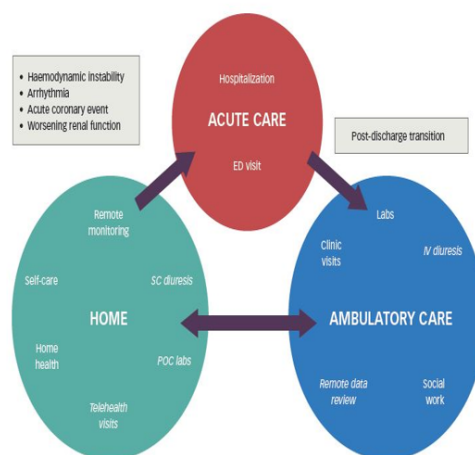 • Haemodynamic instability
• Arrhythmia
• Acute coronary event
• Worsening renal function
Hospitalization
ACUTE CARE
ED visit
Post-discharge transition
Remote
monitoring
Self-care
SC diuresis
HOME
Home
health
POC labs
Telehealth
visits
Labs
Clinic
visits
IV diuresis
AMBULATORY CARE
Remote data
review
Social
work